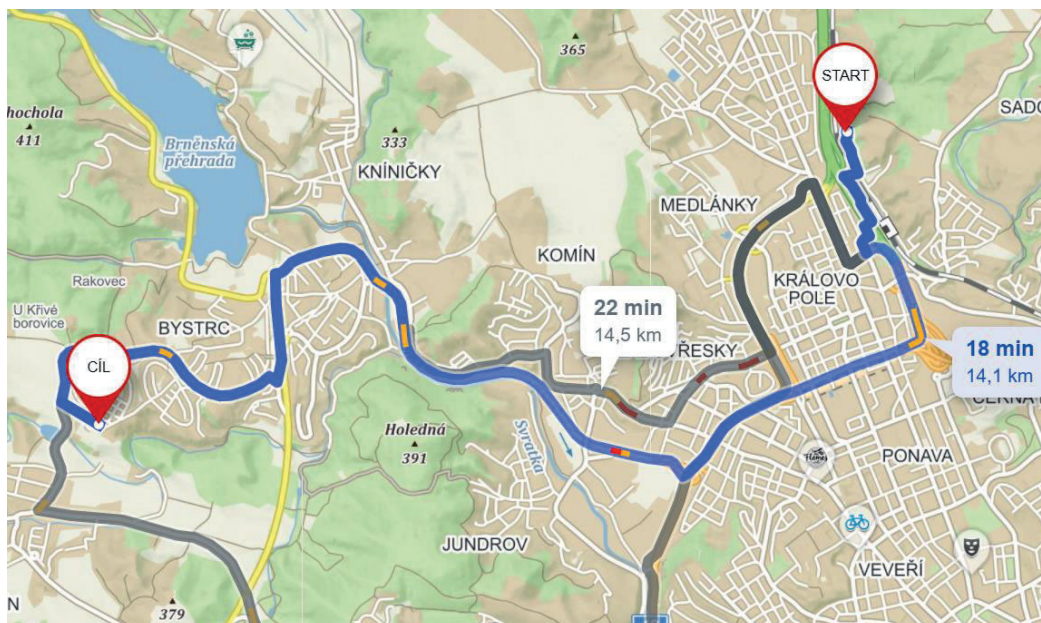 START
365
SADO
hochola
411
Brněnská
přehrada
333
KNÍNIČKY
MEDLÁNKY
KOMÍN
KRÁLOVO
POLE
Rakovec
U Křivé
borovice
BYSTRC
22 min
14,5 km
ŘESKY
18 min
14,1 km
CÍL
ČERNÁ
Holedná
391
Svratka
Flames
PONAVA
JUNDROV
VEVEŘÍ
N
379